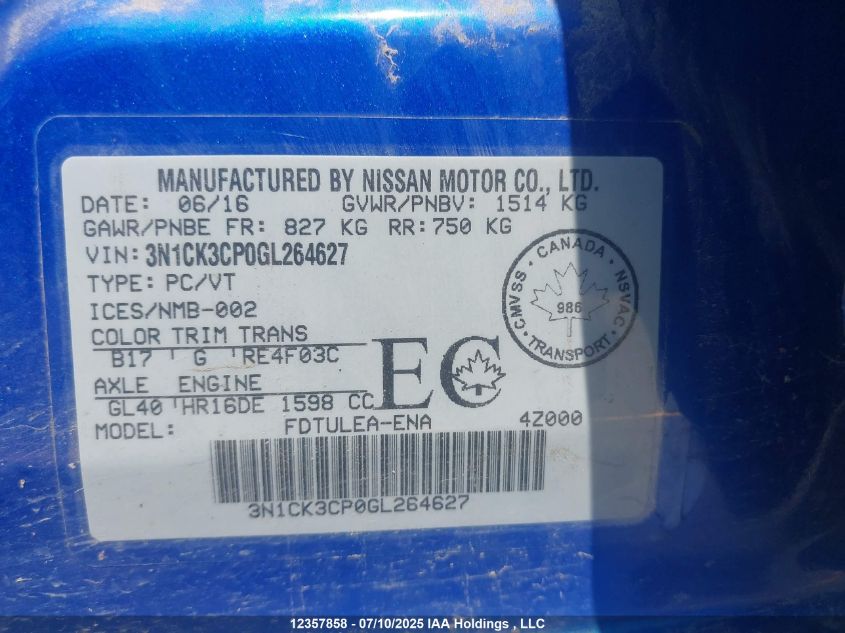 MANUFACTURED BY NISSAN MOTOR CO., LTD.
DATE: 06/16 GVWR/PNBV: 1514 KG
GAWR/PNBE FR: 827 KG RR:750 KG
VIN: 3N1CK3CP0GL264627
TYPE: PC/VT
ICES/NMB-002
COLOR TRIM TRANS
B17 G RE4F03C
AXLE ENGINE
GL40 HR16DE 1598 CC
EC
CANADA
CMVSS NSVAC
986
TRANSPORT
MODEL: FDTULEA-ENA 4Z000
3N1CK3CP0GL264627
12357858 - 07/10/2025 IAA Holdings , LLC